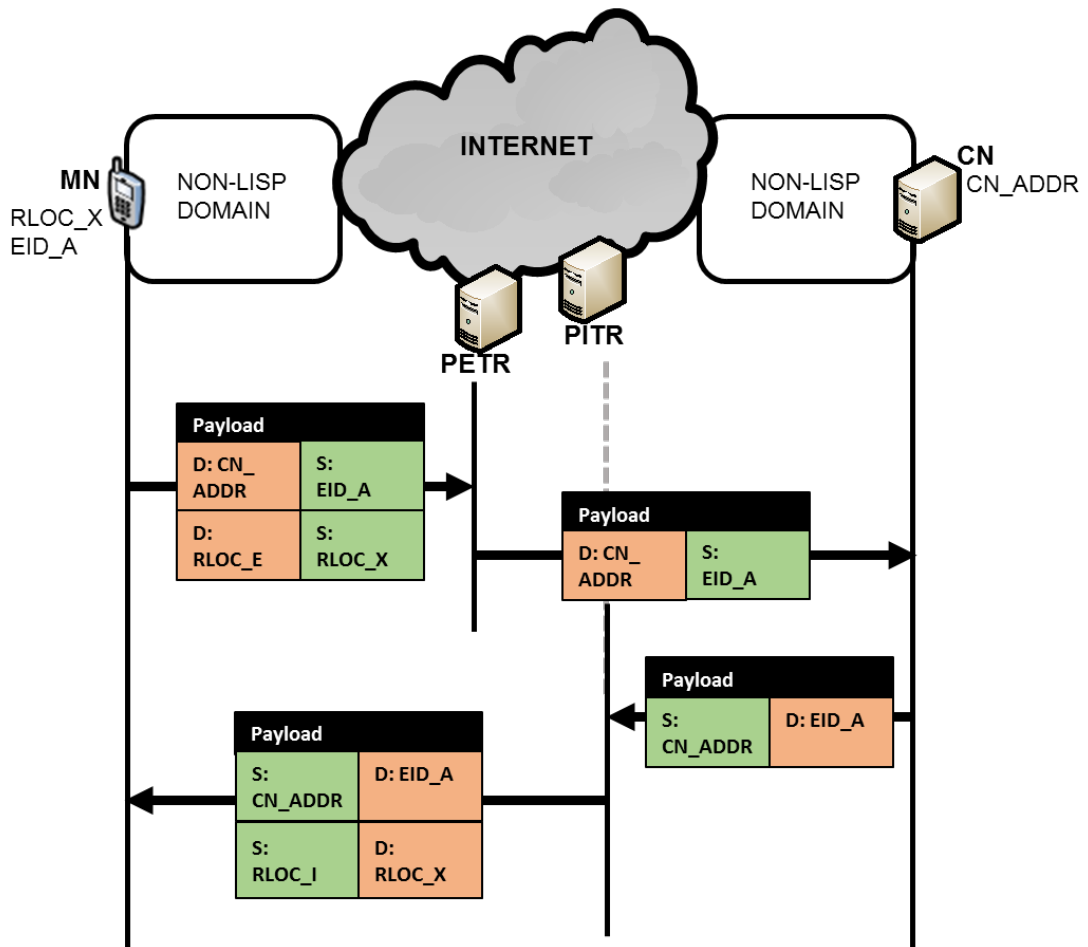 INTERNET
MN
RLOC_X
EID_A
NON-LISP
DOMAIN
NON-LISP
DOMAIN
CN
CN_ADDR
PETR
PITR
Payload
D: CN_
ADDR
S:
EID_A
D:
RLOC_E
S:
RLOC_X
Payload
D: CN_
ADDR
S:
EID_A
Payload
S:
CN_ADDR
D: EID_A
Payload
S:
CN_ADDR
D: EID_A
S:
RLOC_I
D:
RLOC_X